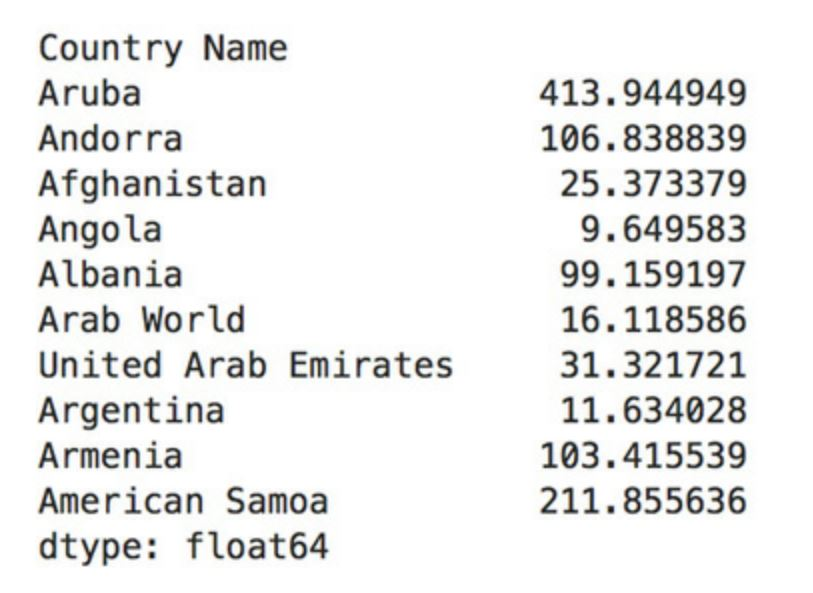 Country Name
Aruba 413.944949
Andorra 106.838839
Afghanistan 25.373379
Angola 9.649583
Albania 99.159197
Arab World 16.118586
United Arab Emirates 31.321721
Argentina 11.634028
Armenia 103.415539
American Samoa 211.855636
dtype: float64